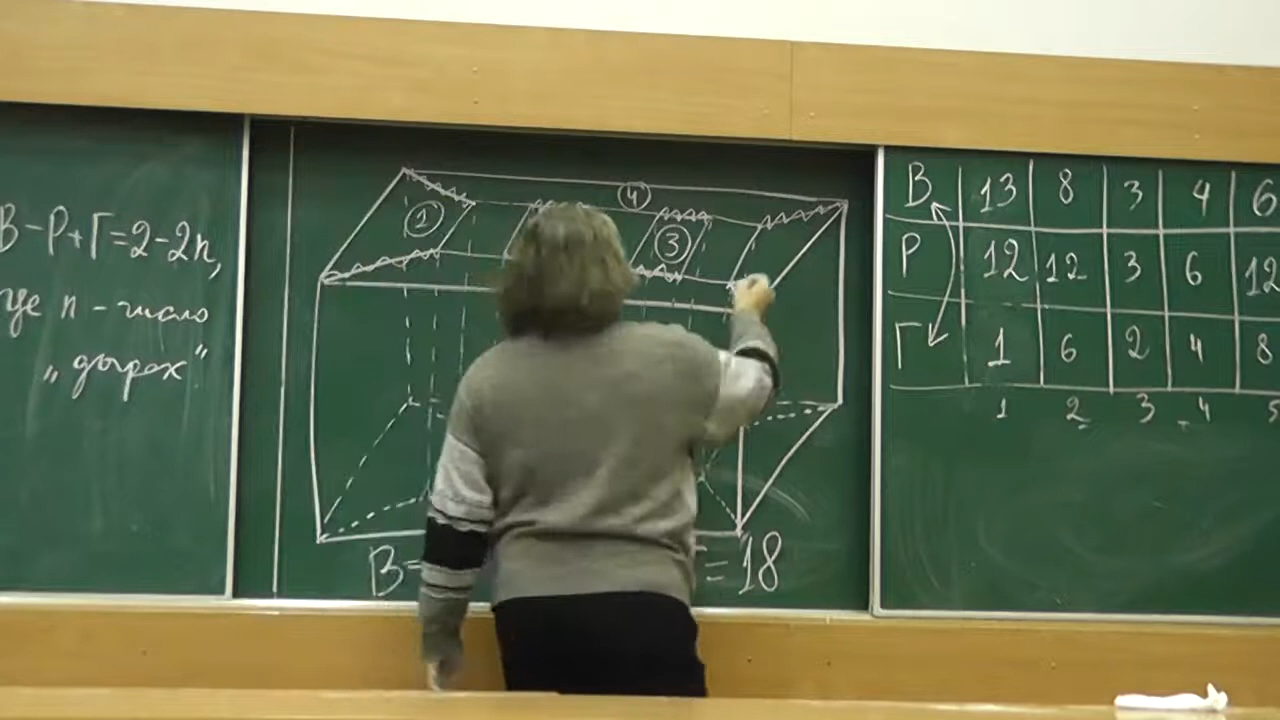 В-Р+Г=2-2n,
где n - число
„дырок"
1
3
4
В=
=18
В 13 8 3 4 6
Р 12 12 3 6 12
Г 1 6 2 4 8
1 2 3 4 5